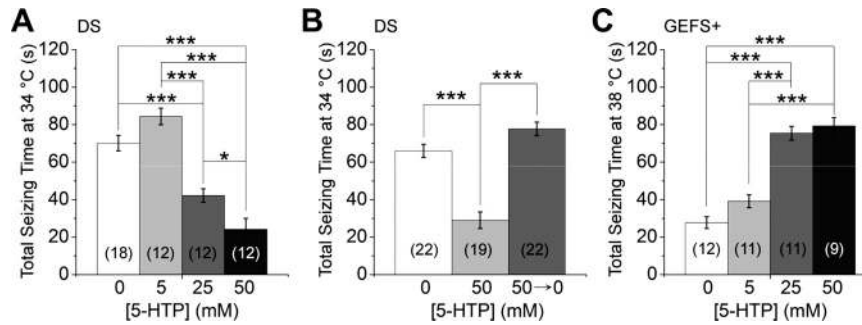 A DS
Total Seizing Time at 34 °C (s)
120
100
80
60
40
20
0
***
***
***
***
*
(18) (12) (12) (12)
0 5 25 50
[5-HTP] (mM)
B DS
Total Seizing Time at 34 °C (s)
120
100
80
60
40
20
0
*** ***
(22) (19) (22)
0 50 50→0
[5-HTP] (mM)
C GEFS+
Total Seizing Time at 38 °C (s)
120
100
80
60
40
20
0
***
***
***
***
(12) (11) (11) (9)
0 5 25 50
[5-HTP] (mM)